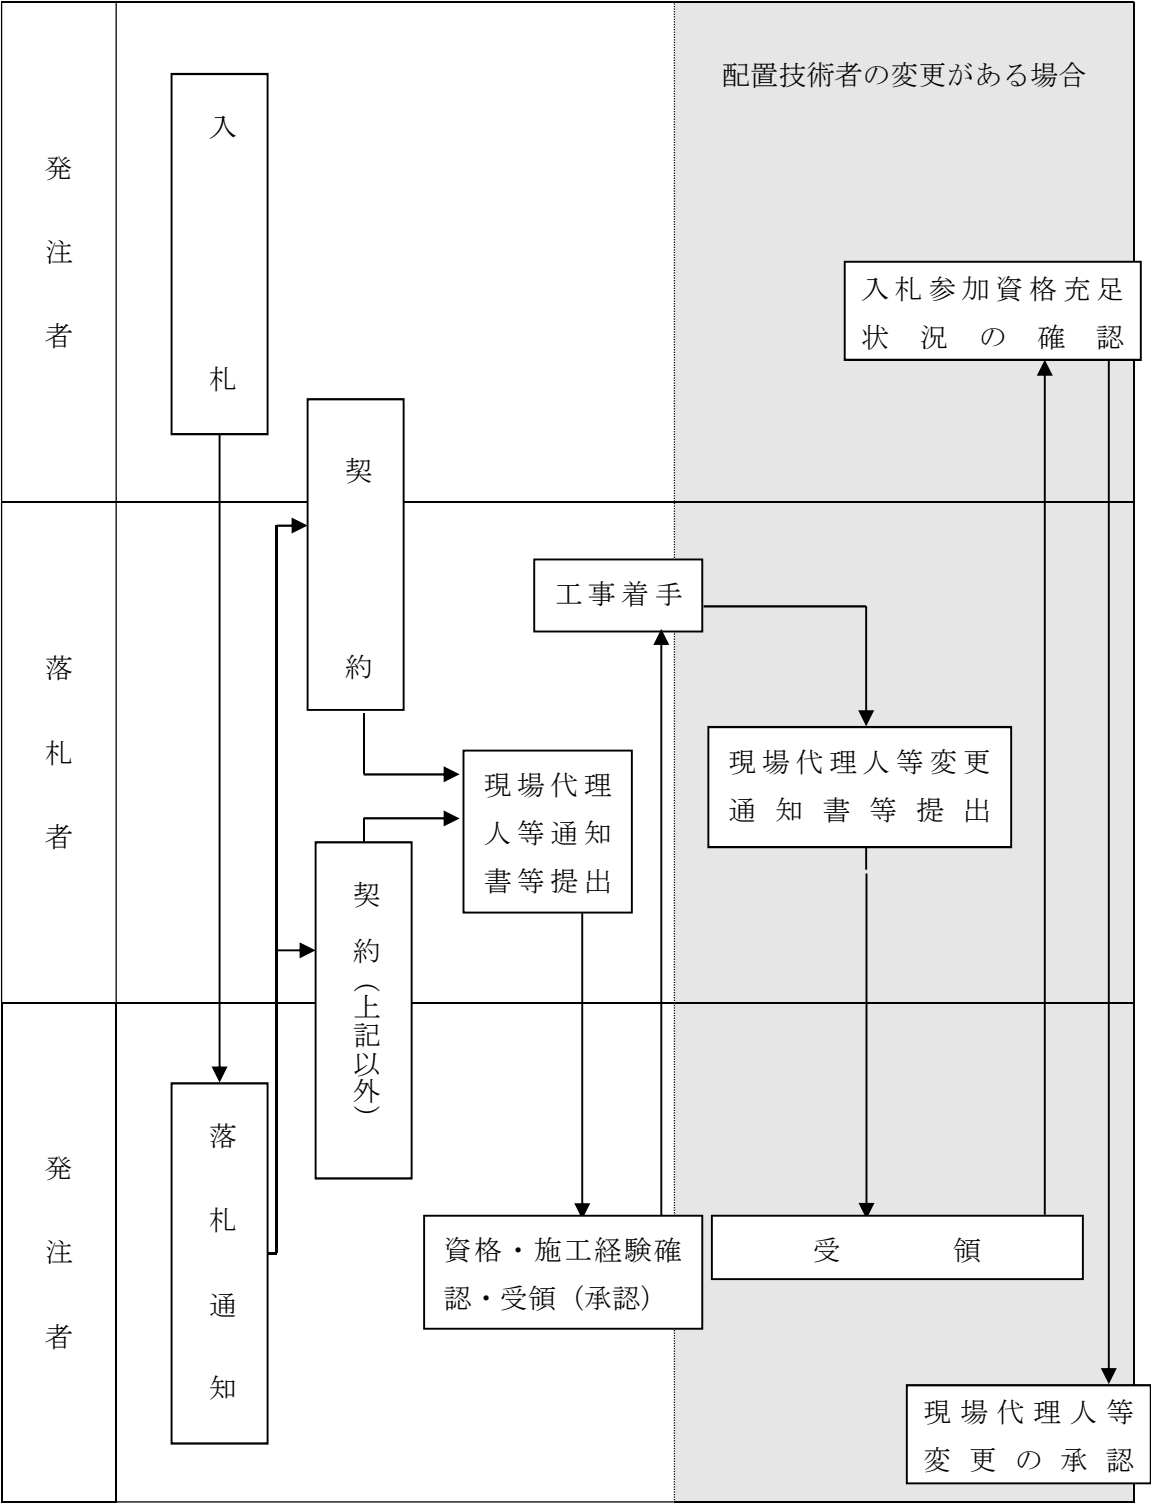 発注者
入札
配置技術者の変更がある場合
入札参加資格充足
状況の確認
契約
落札者
工事着手
現場代理人等変更
通知書等提出
現場代理
人等通知
書等提出
契約(上記以外)
発注者
落札通知
資格・施工経験確
認・受領(承認)
受領
現場代理人等
変更の承認